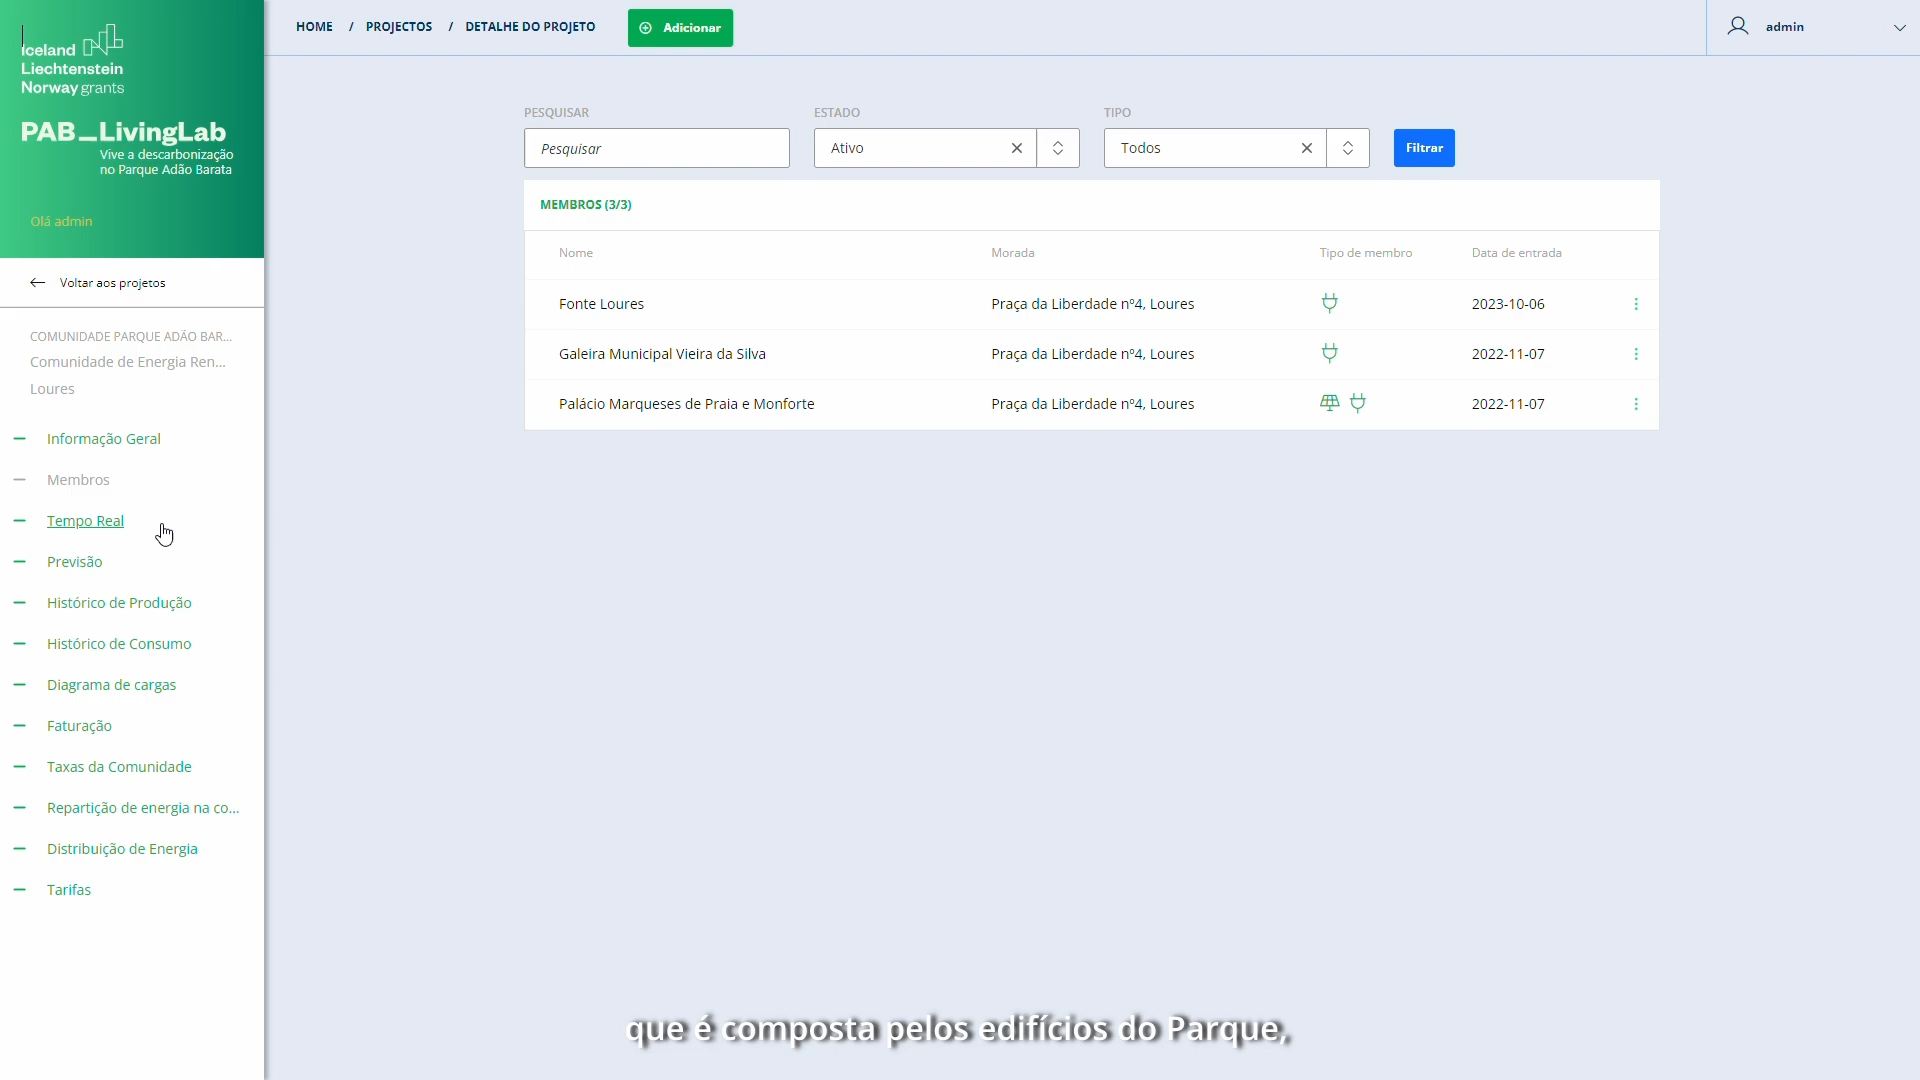 Iceland
Liechtenstein
Norway grants
PAB_LivingLab
Vive a descarbonização
no Parque Adão Barata
Olá admin
Voltar aos projetos
COMUNIDADE PARQUE ADÃO BAR...
Comunidade de Energia Ren...
Loures
Informação Geral
Membros
Tempo Real
Previsão
Histórico de Produção
Histórico de Consumo
Diagrama de cargas
Faturação
Taxas da Comunidade
Repartição de energia na co...
Distribuição de Energia
Tarifas
HOME / PROJECTOS / DETALHE DO PROJETO Adicionar admin
PESQUISAR ESTADO TIPO
Pesquisar Ativo Todos Filtrar
MEMBROS (3/3)
Nome Morada Tipo de membro Data de entrada
Fonte Loures Praça da Liberdade nº4, Loures 2023-10-06
Galeira Municipal Vieira da Silva Praça da Liberdade nº4, Loures 2022-11-07
Palácio Marqueses de Praia e Monforte Praça da Liberdade nº4, Loures 2022-11-07
que é composta pelos edifícios do Parque,